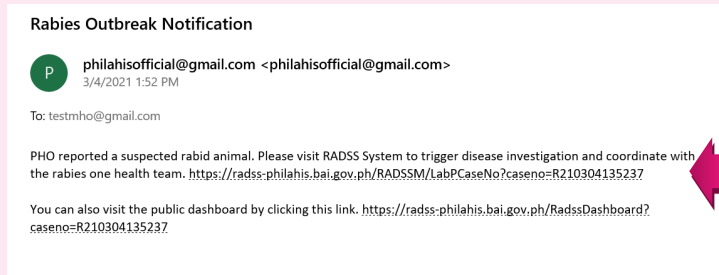 Rabies Outbreak Notification
P
philahisofficial@gmail.com <philahisofficial@gmail.com>
3/4/2021 1:52 PM
To: testmho@gmail.com
PHO reported a suspected rabid animal. Please visit RADSS System to trigger disease investigation and coordinate with
the rabies one health team. https://radss-philahis.bai.gov.ph/RADSSM/LabPCaseNo?caseno=R210304135237
You can also visit the public dashboard by clicking this link. https://radss-philahis.bai.gov.ph/RadssDashboard?
caseno=R210304135237